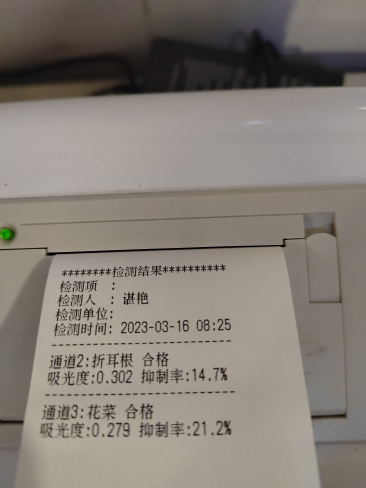 ********检测结果**********
检测项  :
检测人  : 谌艳
检测单位:
检测时间: 2023-03-16 08:25
--------------------------
通道2:折耳根 合格
吸光度:0.302 抑制率:14.7%
--------------------------
通道3:花菜 合格
吸光度:0.279 抑制率:21.2%